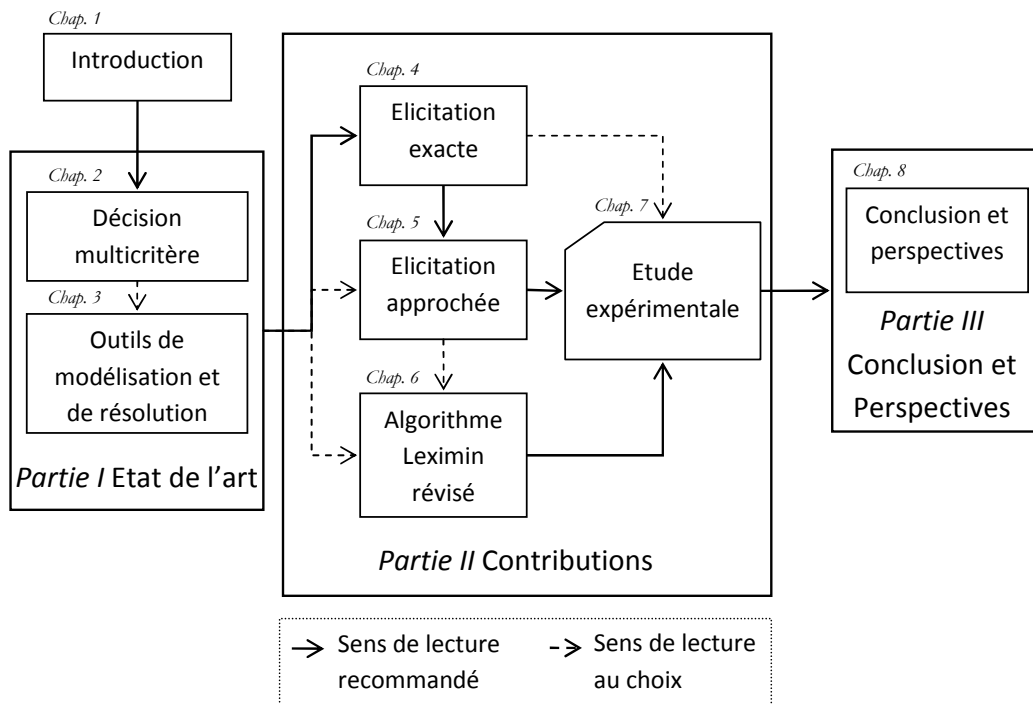 Chap. 1
Introduction
Chap. 2
Décision
multicritère
Chap. 3
Outils de
modélisation et
de résolution
Partie I Etat de l’art
Chap. 4
Elicitation
exacte
Chap. 5
Elicitation
approchée
Chap. 6
Algorithme
Leximin
révisé
Chap. 7
Etude
expérimentale
Partie II Contributions
Chap. 8
Conclusion et
perspectives
Partie III
Conclusion et
Perspectives
Sens de lecture
recommandé
Sens de lecture
au choix